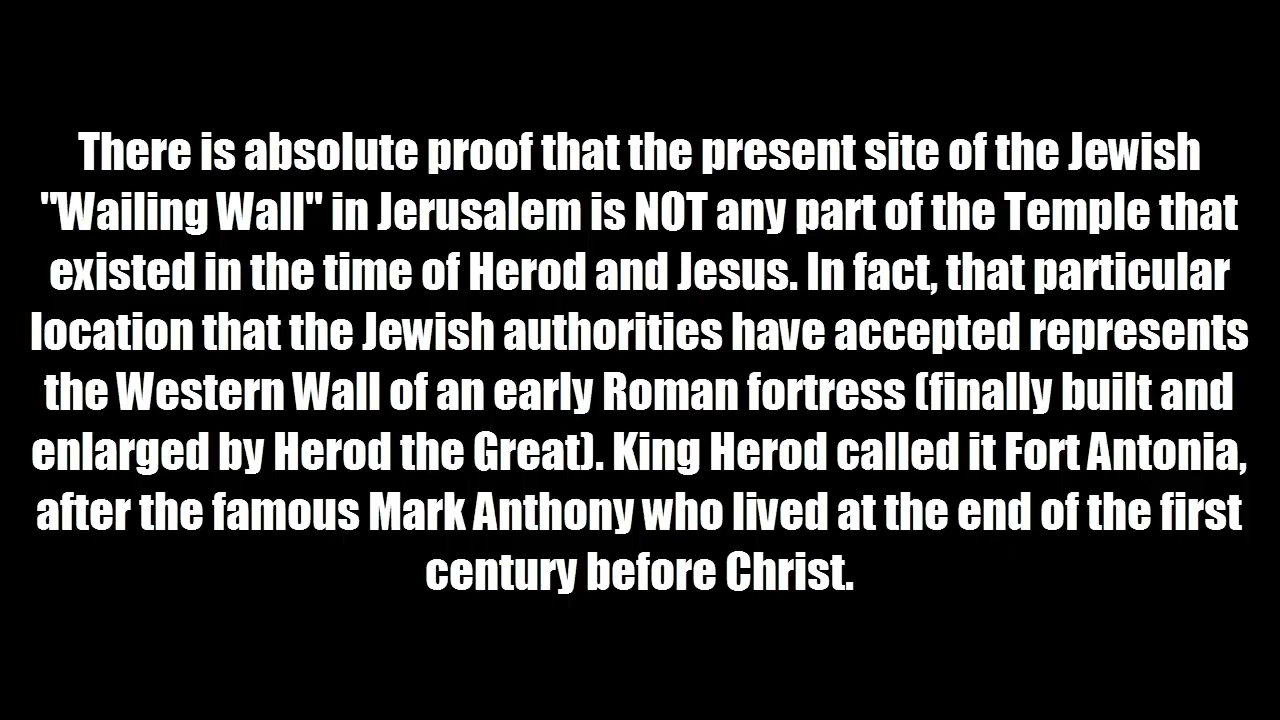 There is absolute proof that the present site of the Jewish
"Wailing Wall" in Jerusalem is NOT any part of the Temple that
existed in the time of Herod and Jesus. In fact, that particular
location that the Jewish authorities have accepted represents
the Western Wall of an early Roman fortress (finally built and
enlarged by Herod the Great). King Herod called it Fort Antonia,
after the famous Mark Anthony who lived at the end of the first
century before Christ.